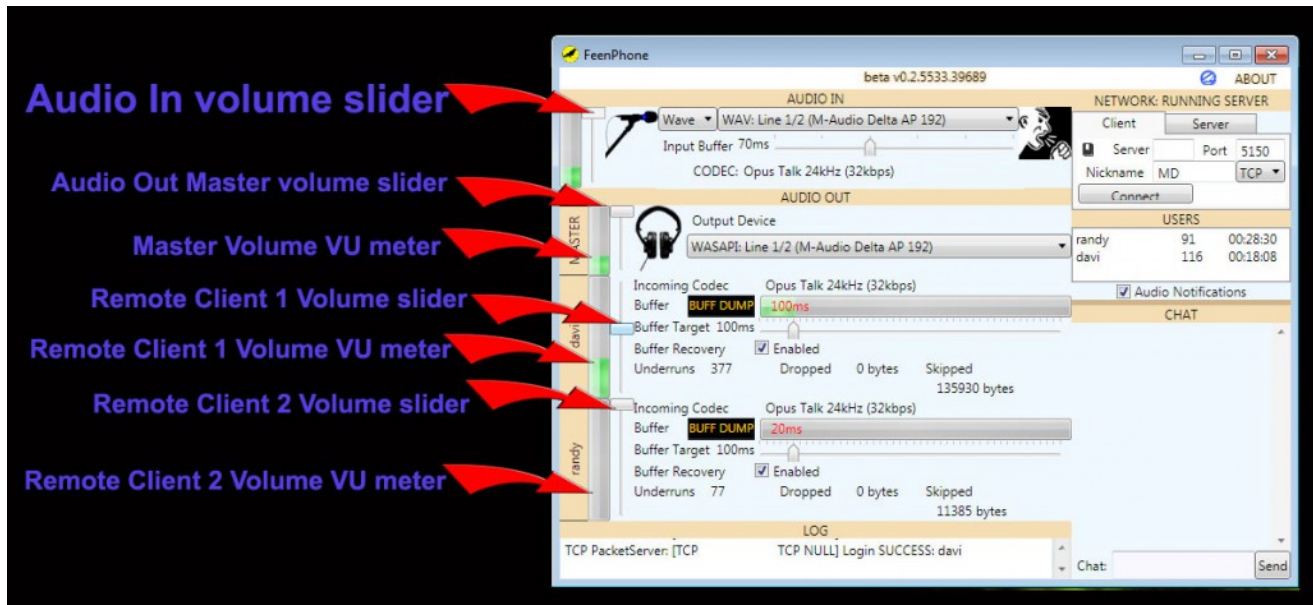 Audio In volume slider
Audio Out Master volume slider
Master Volume VU meter
Remote Client 1 Volume slider
Remote Client 1 Volume VU meter
Remote Client 2 Volume slider
Remote Client 2 Volume VU meter
FeenPhone
beta v0.2.5533.39689
ABOUT
AUDIO IN
Wave WAV: Line 1/2 (M-Audio Delta AP 192)
Input Buffer 70ms
CODEC: Opus Talk 24kHz (32kbps)
AUDIO OUT
MASTER
Output Device
WASAPI: Line 1/2 (M-Audio Delta AP 192)
davi
Incoming Codec Opus Talk 24kHz (32kbps)
Buffer BUFF DUMP 100ms
Buffer Target 100ms
Buffer Recovery Enabled
Underruns 377 Dropped 0 bytes Skipped
135930 bytes
randy
Incoming Codec Opus Talk 24kHz (32kbps)
Buffer BUFF DUMP 20ms
Buffer Target 100ms
Buffer Recovery Enabled
Underruns 77 Dropped 0 bytes Skipped
11385 bytes
LOG
TCP PacketServer: [TCP TCP NULL] Login SUCCESS: davi
NETWORK: RUNNING SERVER
Client Server
Server Port 5150
Nickname MD TCP
Connect
USERS
randy 91 00:28:30
davi 116 00:18:08
Audio Notifications
CHAT
Chat: Send